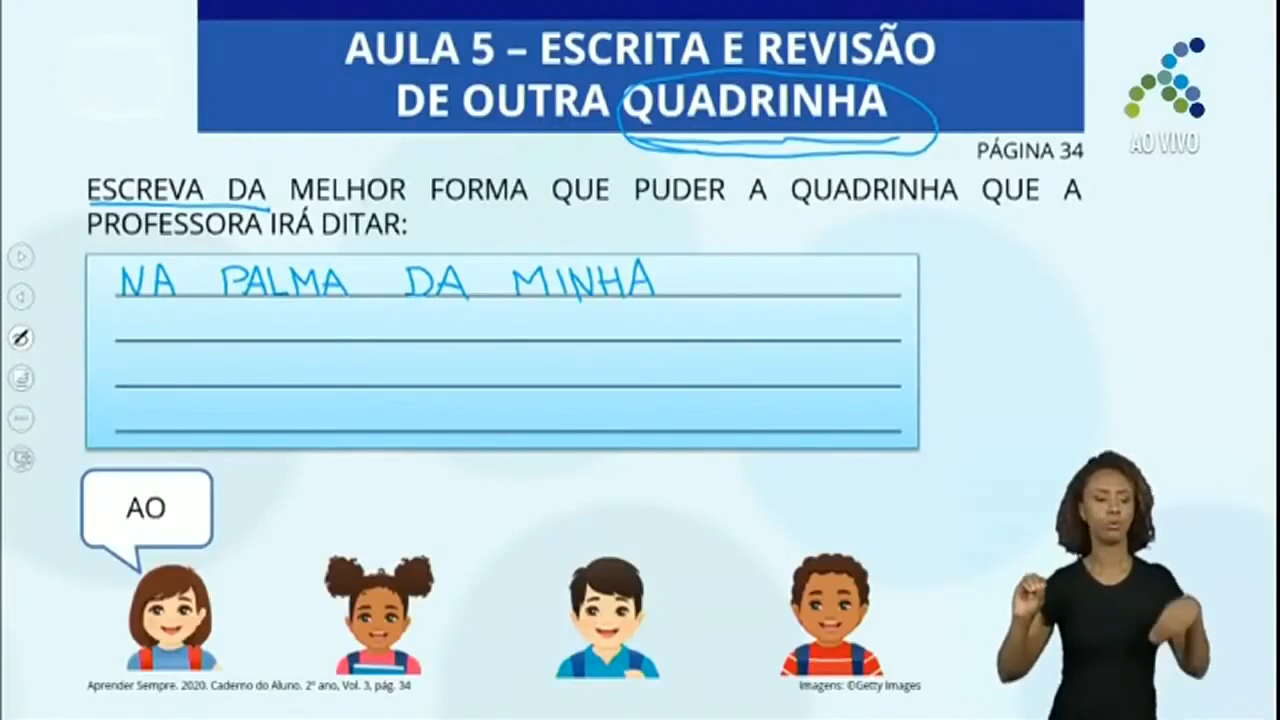 AULA 5 – ESCRITA E REVISÃO
DE OUTRA QUADRINHA
AO VIVO
PÁGINA 34
ESCREVA DA MELHOR FORMA QUE PUDER A QUADRINHA QUE A
PROFESSORA IRÁ DITAR:
NA PALMA DA MINHA
AO
Aprender Sempre. 2020. Caderno do Aluno. 2º ano, Vol. 3, pág. 34
Imagens: ©Getty Images